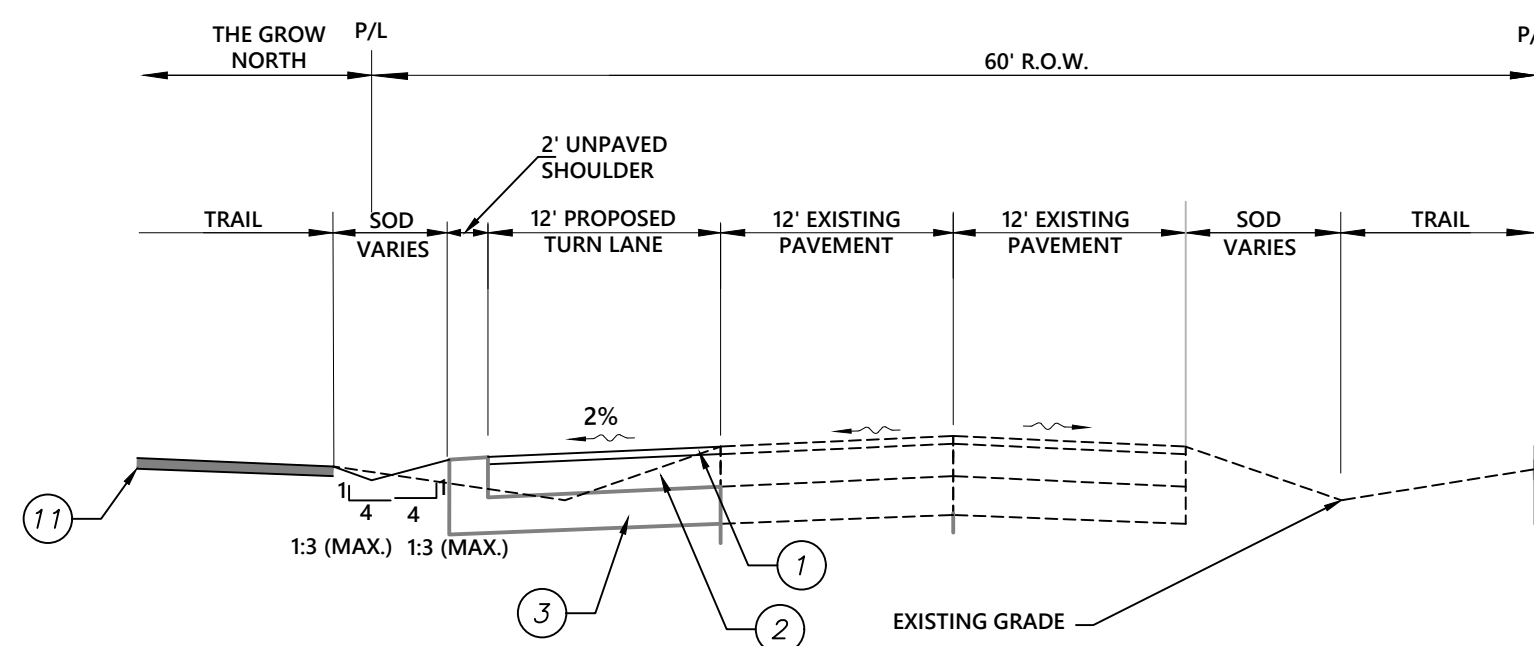 THE GROW
NORTH
P/L
P/
60' R.O.W.
2' UNPAVED
SHOULDER
TRAIL
SOD
VARIES
12' PROPOSED
TURN LANE
12' EXISTING
PAVEMENT
12' EXISTING
PAVEMENT
SOD
VARIES
TRAIL
2%
1
4
4
1
1:3 (MAX.)
1:3 (MAX.)
11
1
3
2
EXISTING GRADE